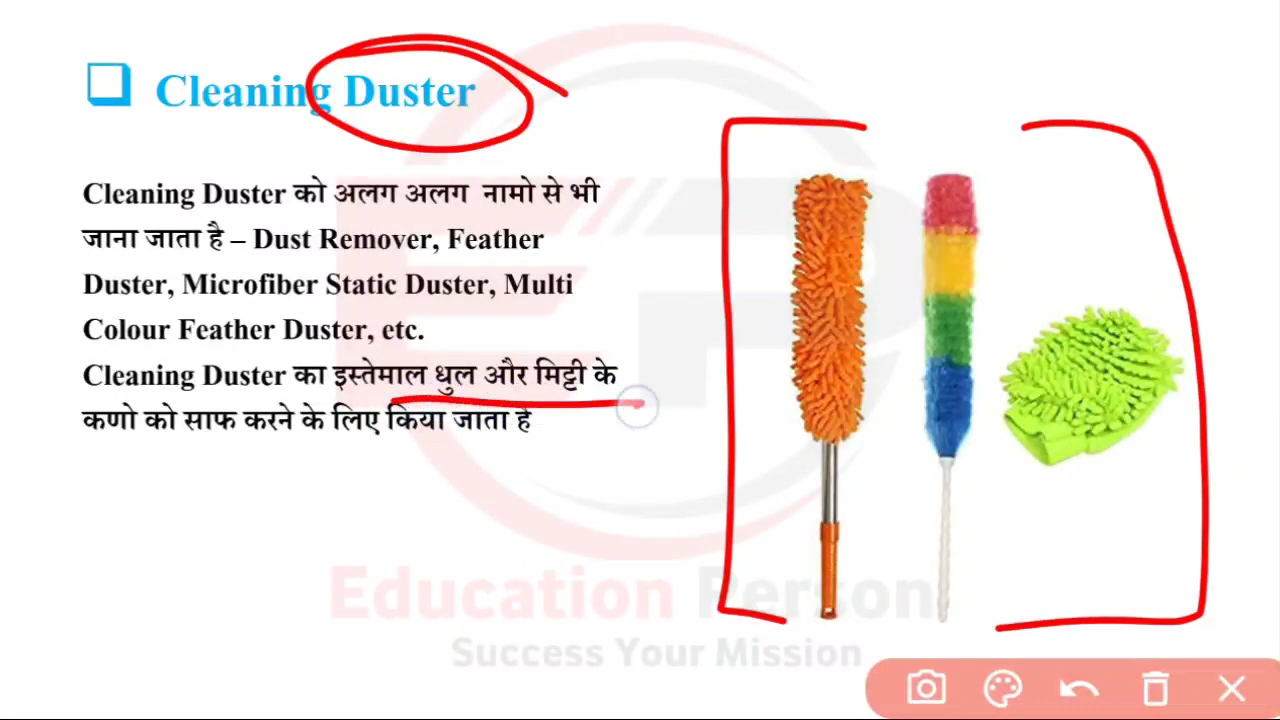 Cleaning Duster
Cleaning Duster को अलग अलग नामो से भी
जाना जाता है – Dust Remover, Feather
Duster, Microfiber Static Duster, Multi
Colour Feather Duster, etc.
Cleaning Duster का इस्तेमाल धुल और मिट्टी के
कणो को साफ करने के लिए किया जाता है
Education Person
Success Your Mission